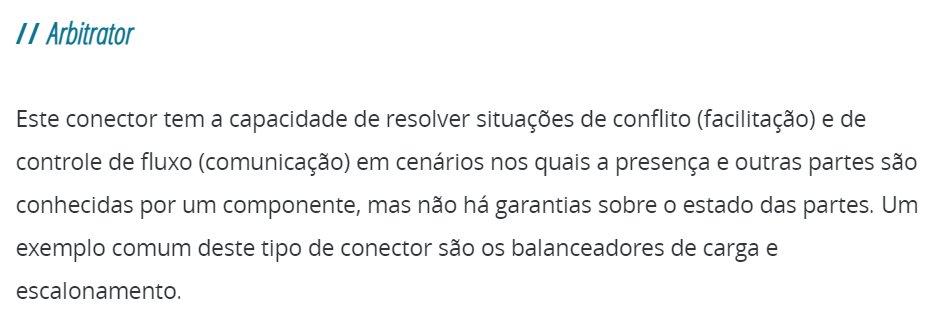 // Arbitrator
Este conector tem a capacidade de resolver situações de conflito (facilitação) e de
controle de fluxo (comunicação) em cenários nos quais a presença e outras partes são
conhecidas por um componente, mas não há garantias sobre o estado das partes. Um
exemplo comum deste tipo de conector são os balanceadores de carga e
escalonamento.